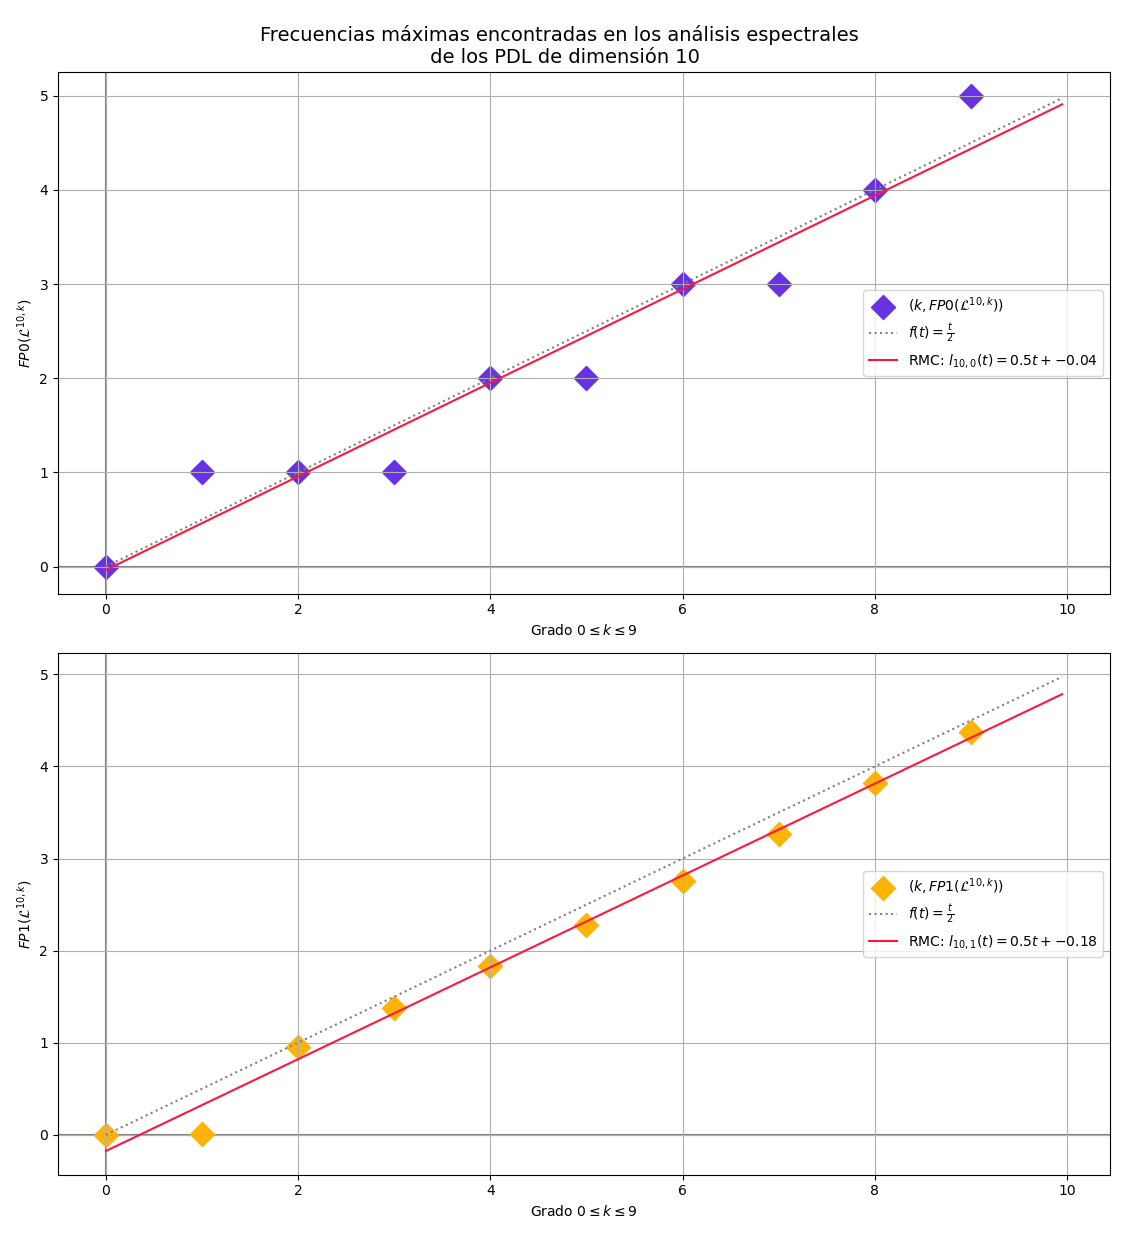 Frecuencias máximas encontradas en los análisis espectrales
de los PDL de dimensión 10
5
4
3
2
1
0
FP0(ℒ^{10,k})
(k, FP0(ℒ^{10,k}))
f(t) = t/2
RMC: l_{10,0}(t) = 0.5t + −0.04
0 2 4 6 8 10
Grado 0 ≤ k ≤ 9
5
4
3
2
1
0
FP1(ℒ^{10,k})
(k, FP1(ℒ^{10,k}))
f(t) = t/2
RMC: l_{10,1}(t) = 0.5t + −0.18
0 2 4 6 8 10
Grado 0 ≤ k ≤ 9